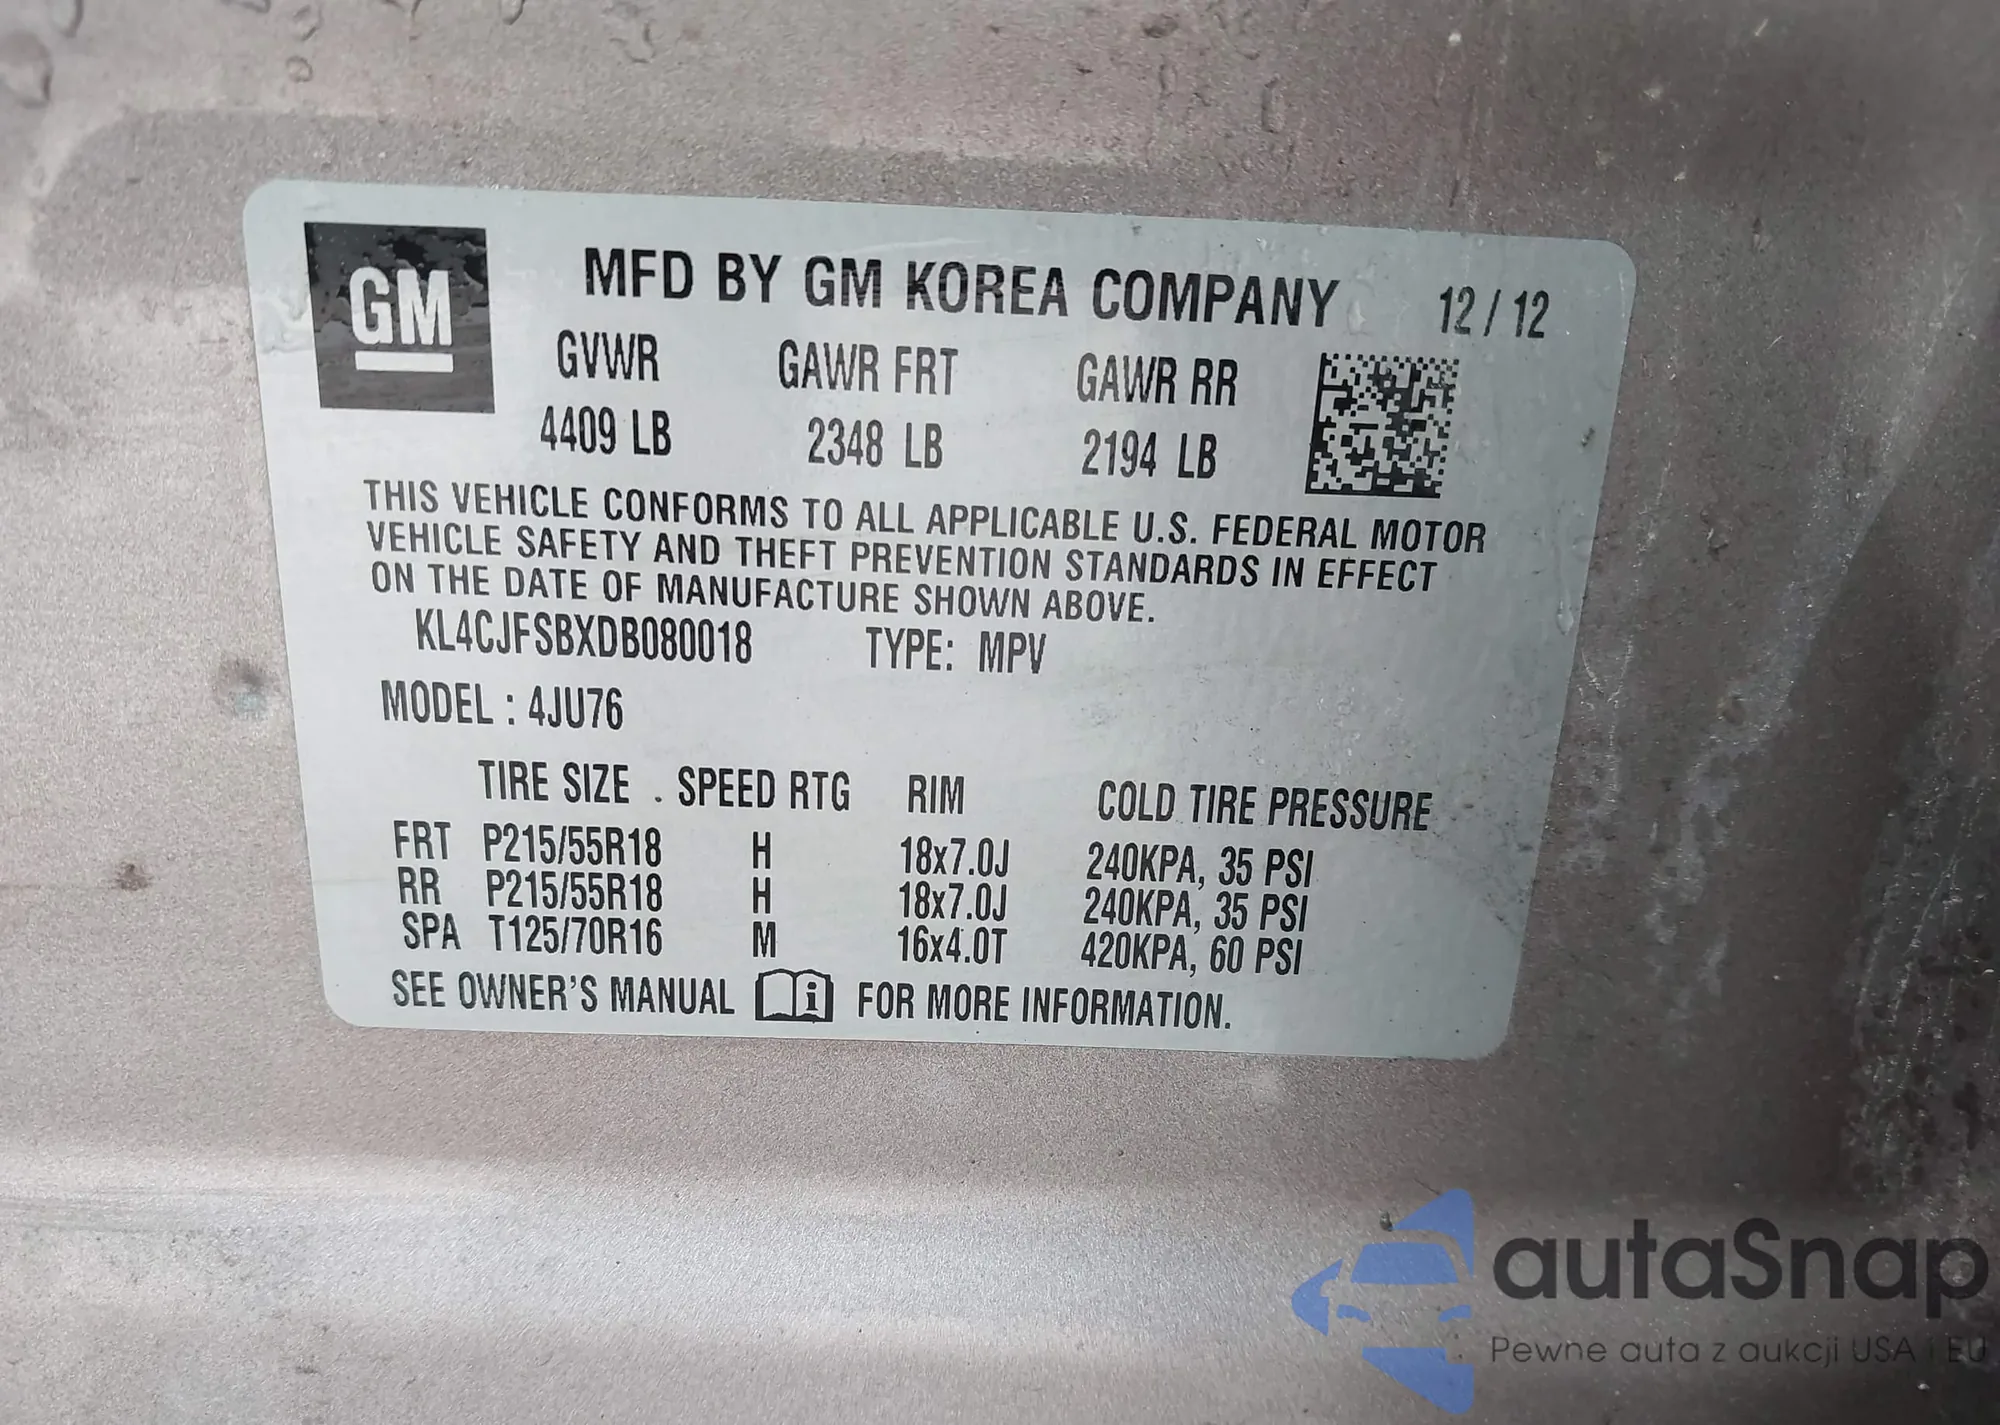 GM
MFD BY GM KOREA COMPANY 12 / 12
GVWR GAWR FRT GAWR RR
4409 LB 2348 LB 2194 LB
THIS VEHICLE CONFORMS TO ALL APPLICABLE U.S. FEDERAL MOTOR
VEHICLE SAFETY AND THEFT PREVENTION STANDARDS IN EFFECT
ON THE DATE OF MANUFACTURE SHOWN ABOVE.
KL4CJFSBXDB080018 TYPE: MPV
MODEL : 4JU76
TIRE SIZE . SPEED RTG RIM COLD TIRE PRESSURE
FRT P215/55R18 H 18x7.0J 240KPA, 35 PSI
RR P215/55R18 H 18x7.0J 240KPA, 35 PSI
SPA T125/70R16 M 16x4.0T 420KPA, 60 PSI
SEE OWNER'S MANUAL i FOR MORE INFORMATION.
autaSnap
Pewne auta z aukcji USA i EU